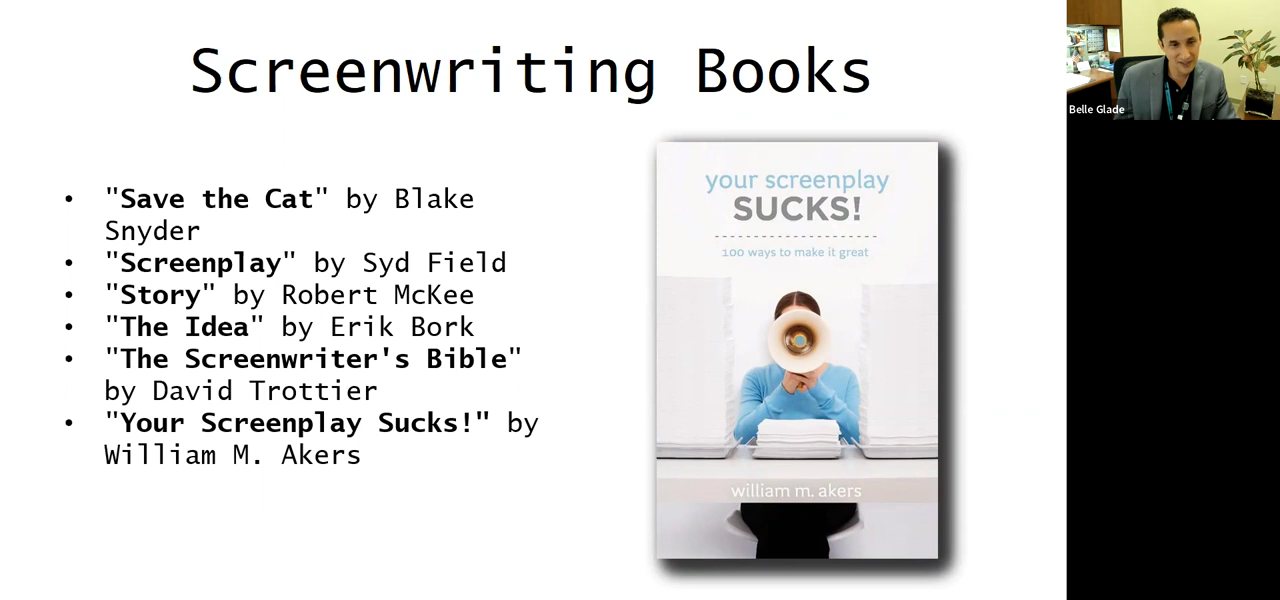 Screenwriting Books
• "Save the Cat" by Blake
Snyder
• "Screenplay" by Syd Field
• "Story" by Robert McKee
• "The Idea" by Erik Bork
• "The Screenwriter's Bible"
by David Trottier
• "Your Screenplay Sucks!" by
William M. Akers
your screenplay
SUCKS!
100 ways to make it great
william m. akers
Belle Glade